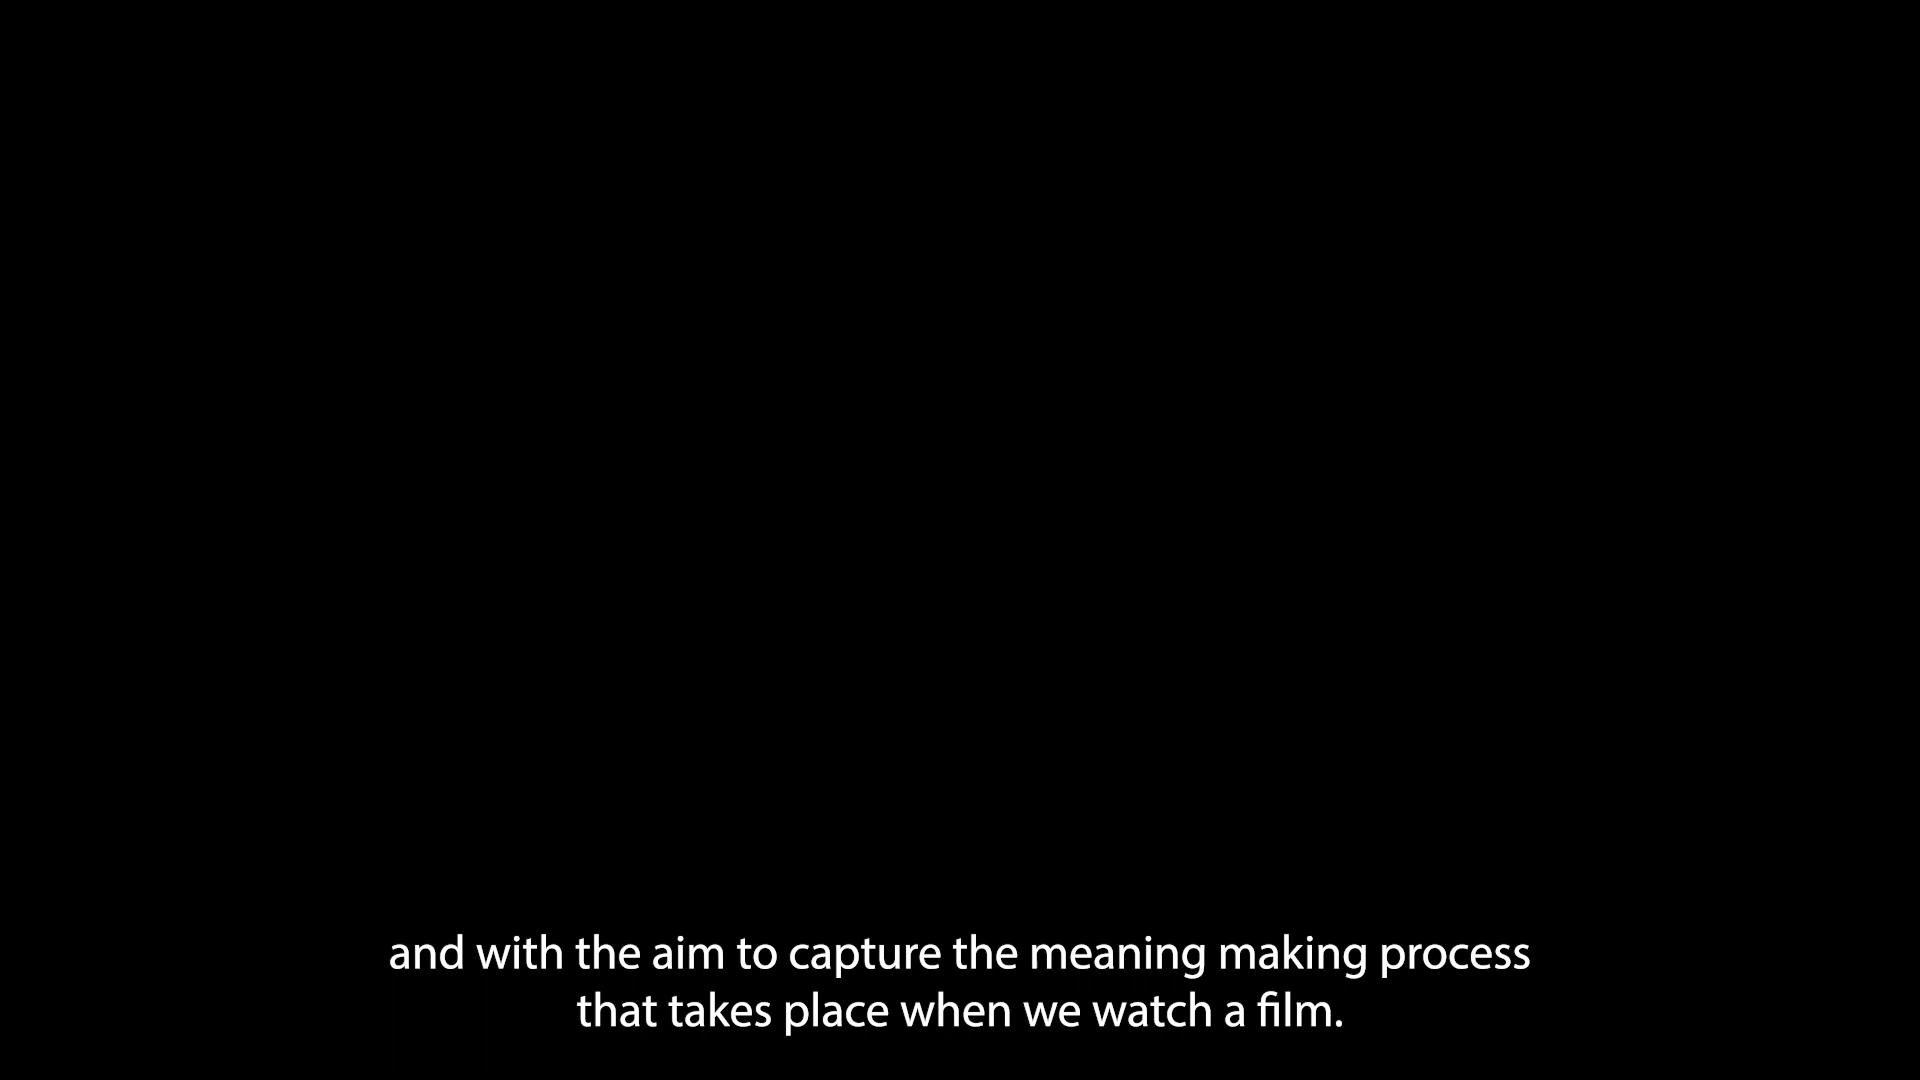 and with the aim to capture the meaning making process
that takes place when we watch a film.